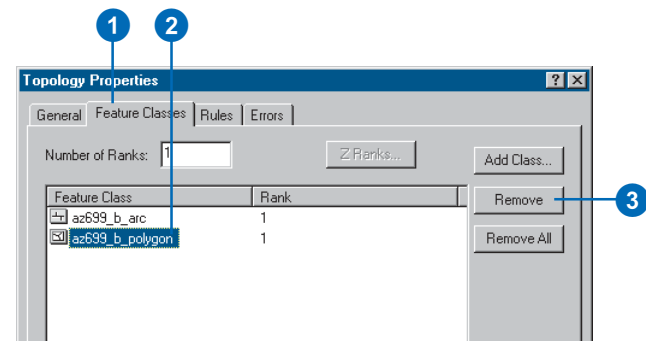 1 2
Topology Properties
General Feature Classes Rules Errors
Number of Ranks: 1 Z Ranks... Add Class...
Feature Class Rank Remove 3
az699_b_arc 1
az699_b_polygon 1 Remove All